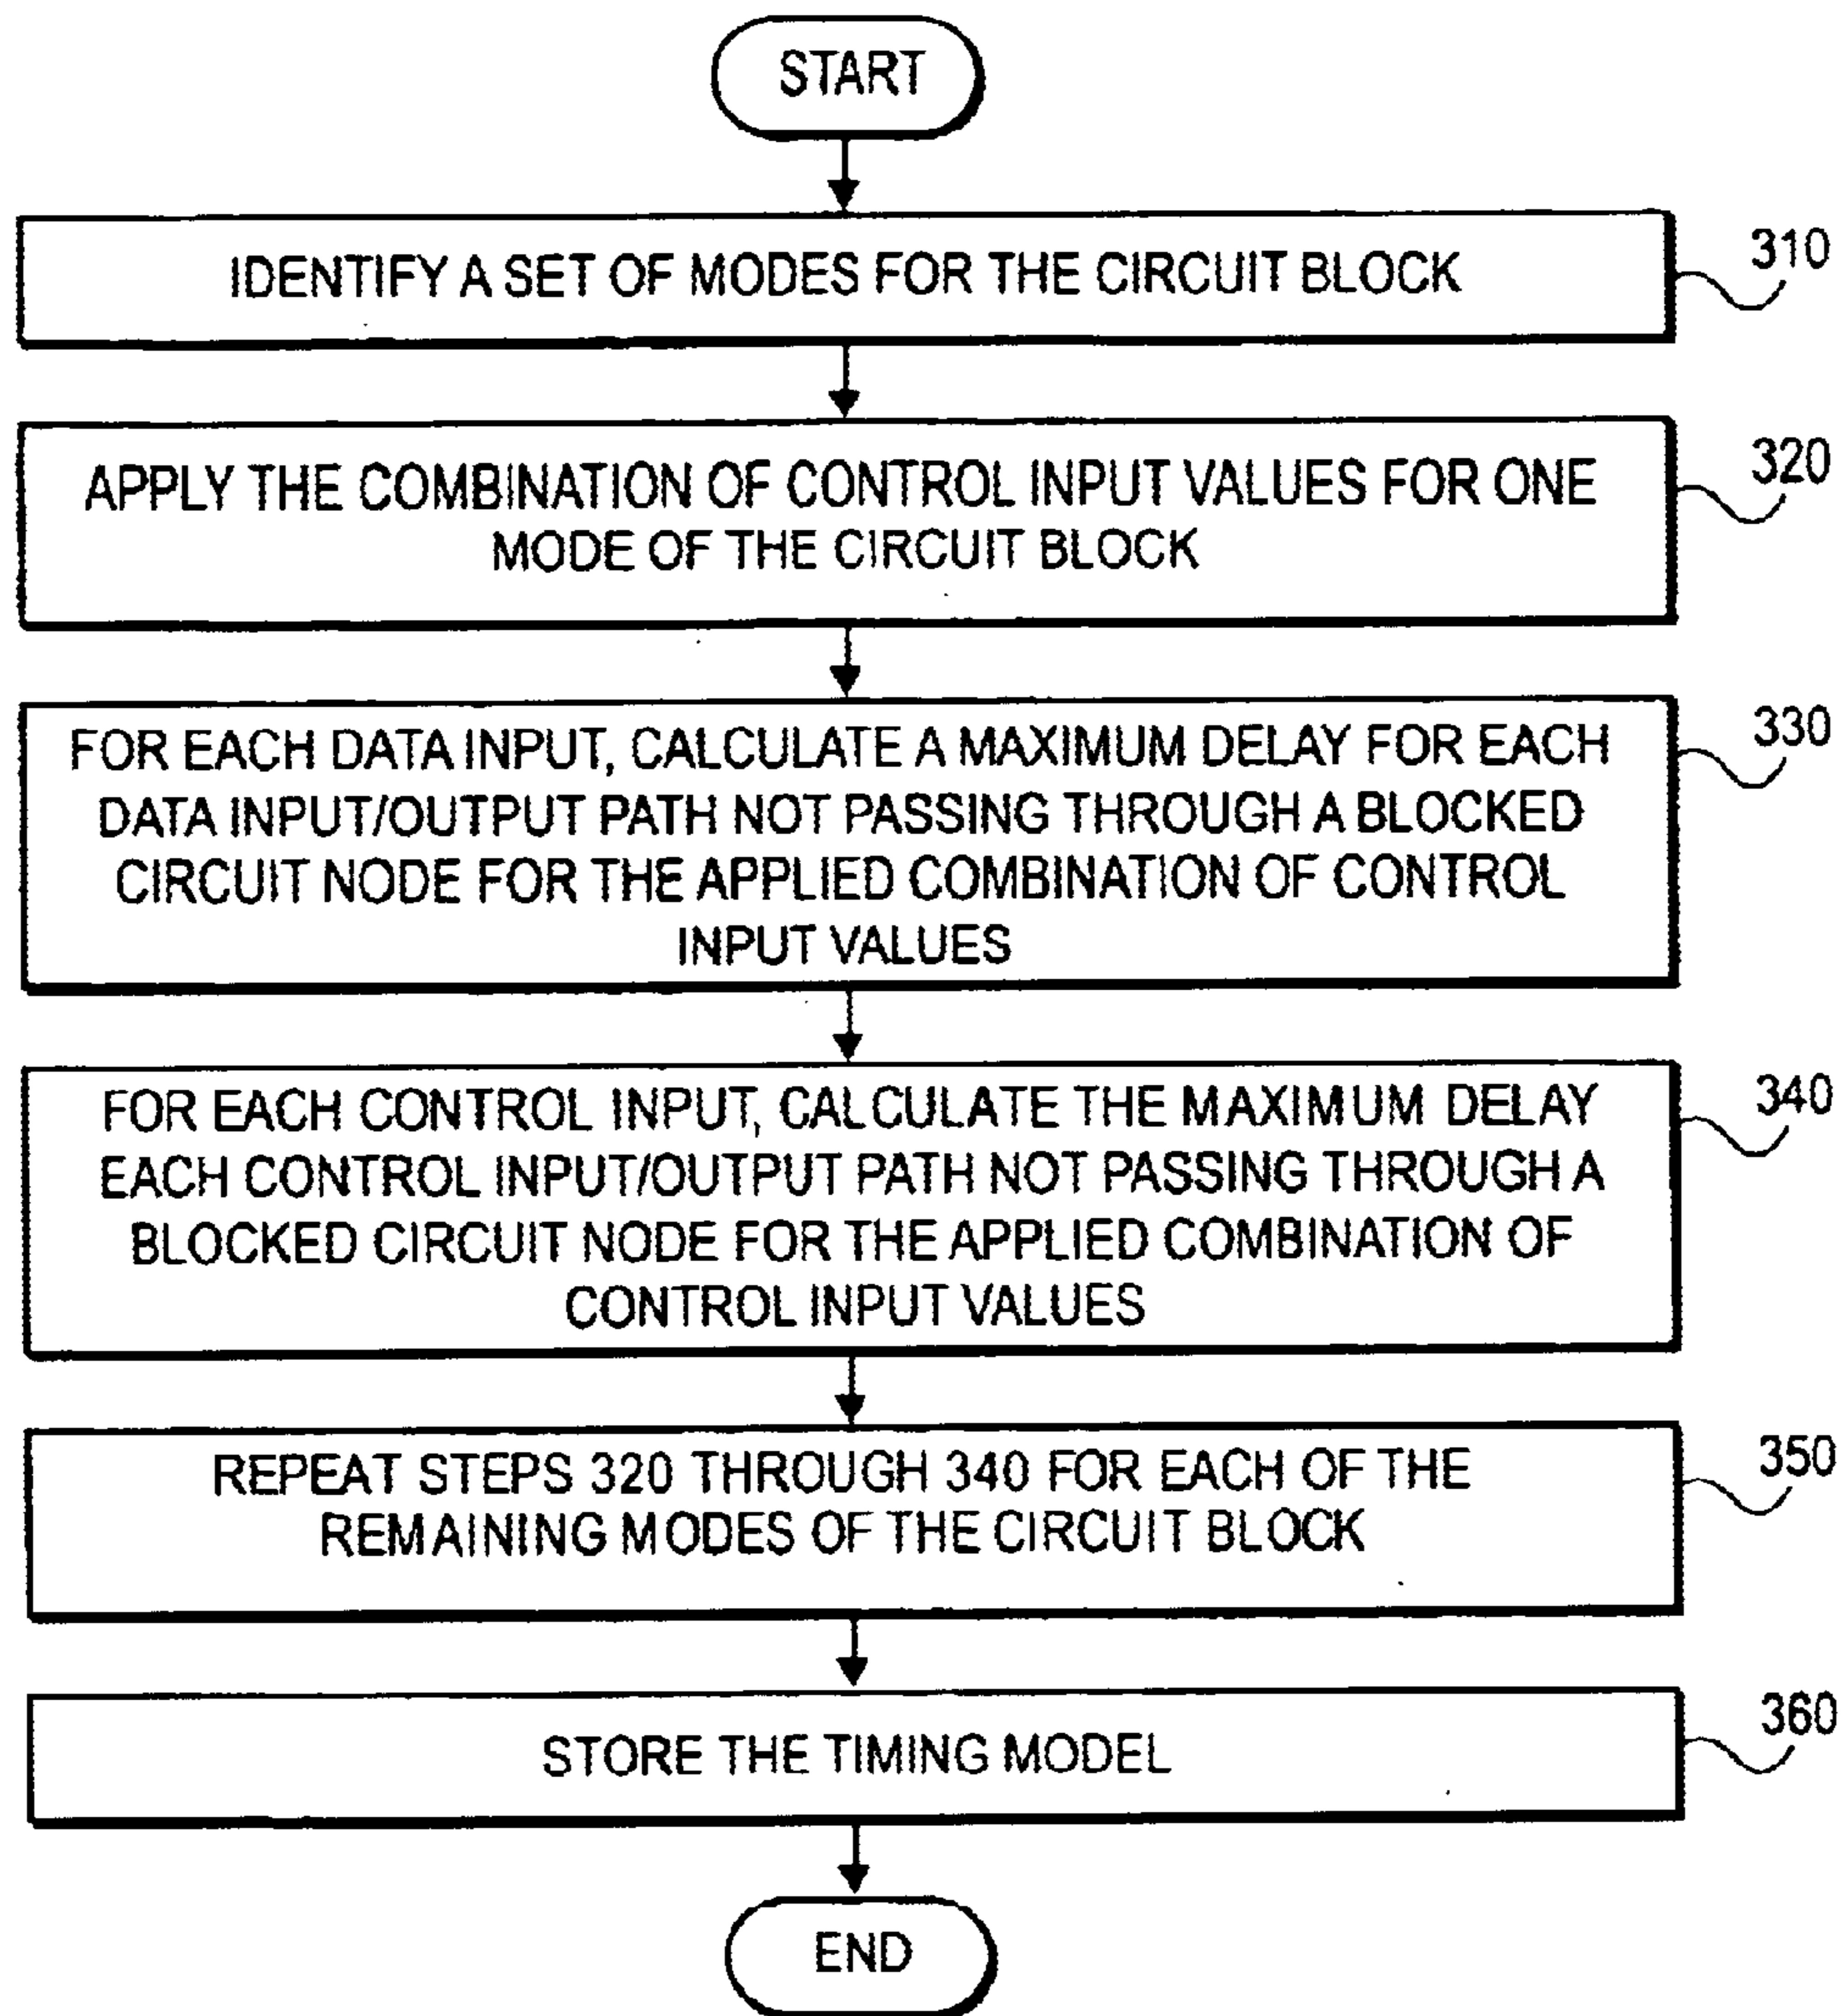 START
IDENTIFY A SET OF MODES FOR THE CIRCUIT BLOCK
310
APPLY THE COMBINATION OF CONTROL INPUT VALUES FOR ONE
MODE OF THE CIRCUIT BLOCK
320
FOR EACH DATA INPUT, CALCULATE A MAXIMUM DELAY FOR EACH
DATA INPUT/OUTPUT PATH NOT PASSING THROUGH A BLOCKED
CIRCUIT NODE FOR THE APPLIED COMBINATION OF CONTROL
INPUT VALUES
330
FOR EACH CONTROL INPUT, CALCULATE THE MAXIMUM DELAY
EACH CONTROL INPUT/OUTPUT PATH NOT PASSING THROUGH A
BLOCKED CIRCUIT NODE FOR THE APPLIED COMBINATION OF
CONTROL INPUT VALUES
340
REPEAT STEPS 320 THROUGH 340 FOR EACH OF THE
REMAINING MODES OF THE CIRCUIT BLOCK
350
STORE THE TIMING MODEL
360
END